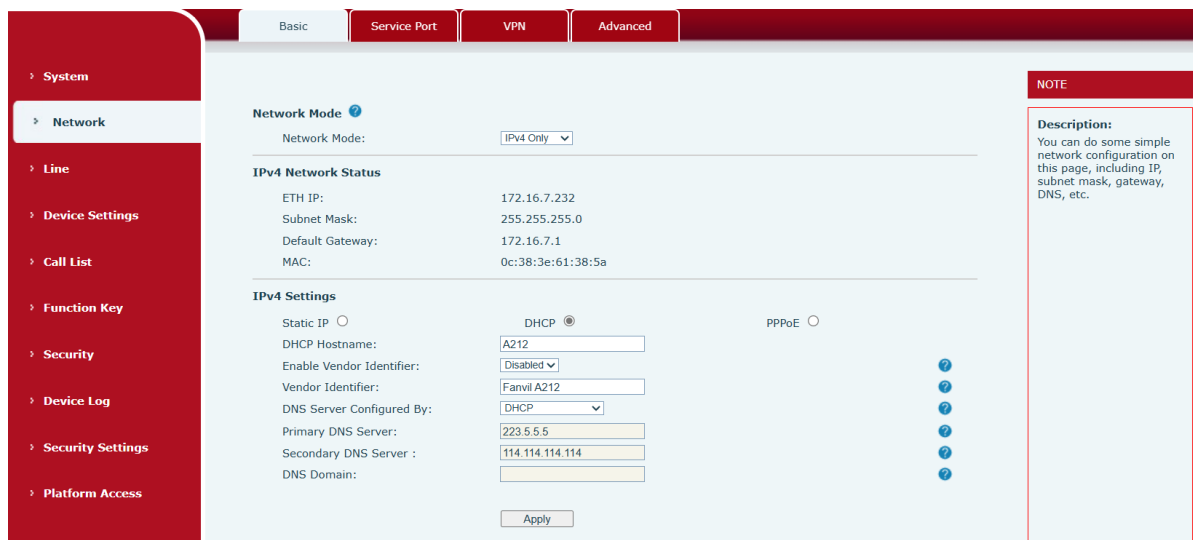 Basic Service Port VPN Advanced
System
Network
Line
Device Settings
Call List
Function Key
Security
Device Log
Security Settings
Platform Access
Network Mode ?
Network Mode: IPv4 Only
IPv4 Network Status
ETH IP: 172.16.7.232
Subnet Mask: 255.255.255.0
Default Gateway: 172.16.7.1
MAC: 0c:38:3e:61:38:5a
IPv4 Settings
Static IP DHCP PPPoE
DHCP Hostname: A212
Enable Vendor Identifier: Disabled ?
Vendor Identifier: Fanvil A212 ?
DNS Server Configured By: DHCP ?
Primary DNS Server: 223.5.5.5 ?
Secondary DNS Server : 114.114.114.114 ?
DNS Domain: ?
Apply
NOTE
Description:
You can do some simple
network configuration on
this page, including IP,
subnet mask, gateway,
DNS, etc.